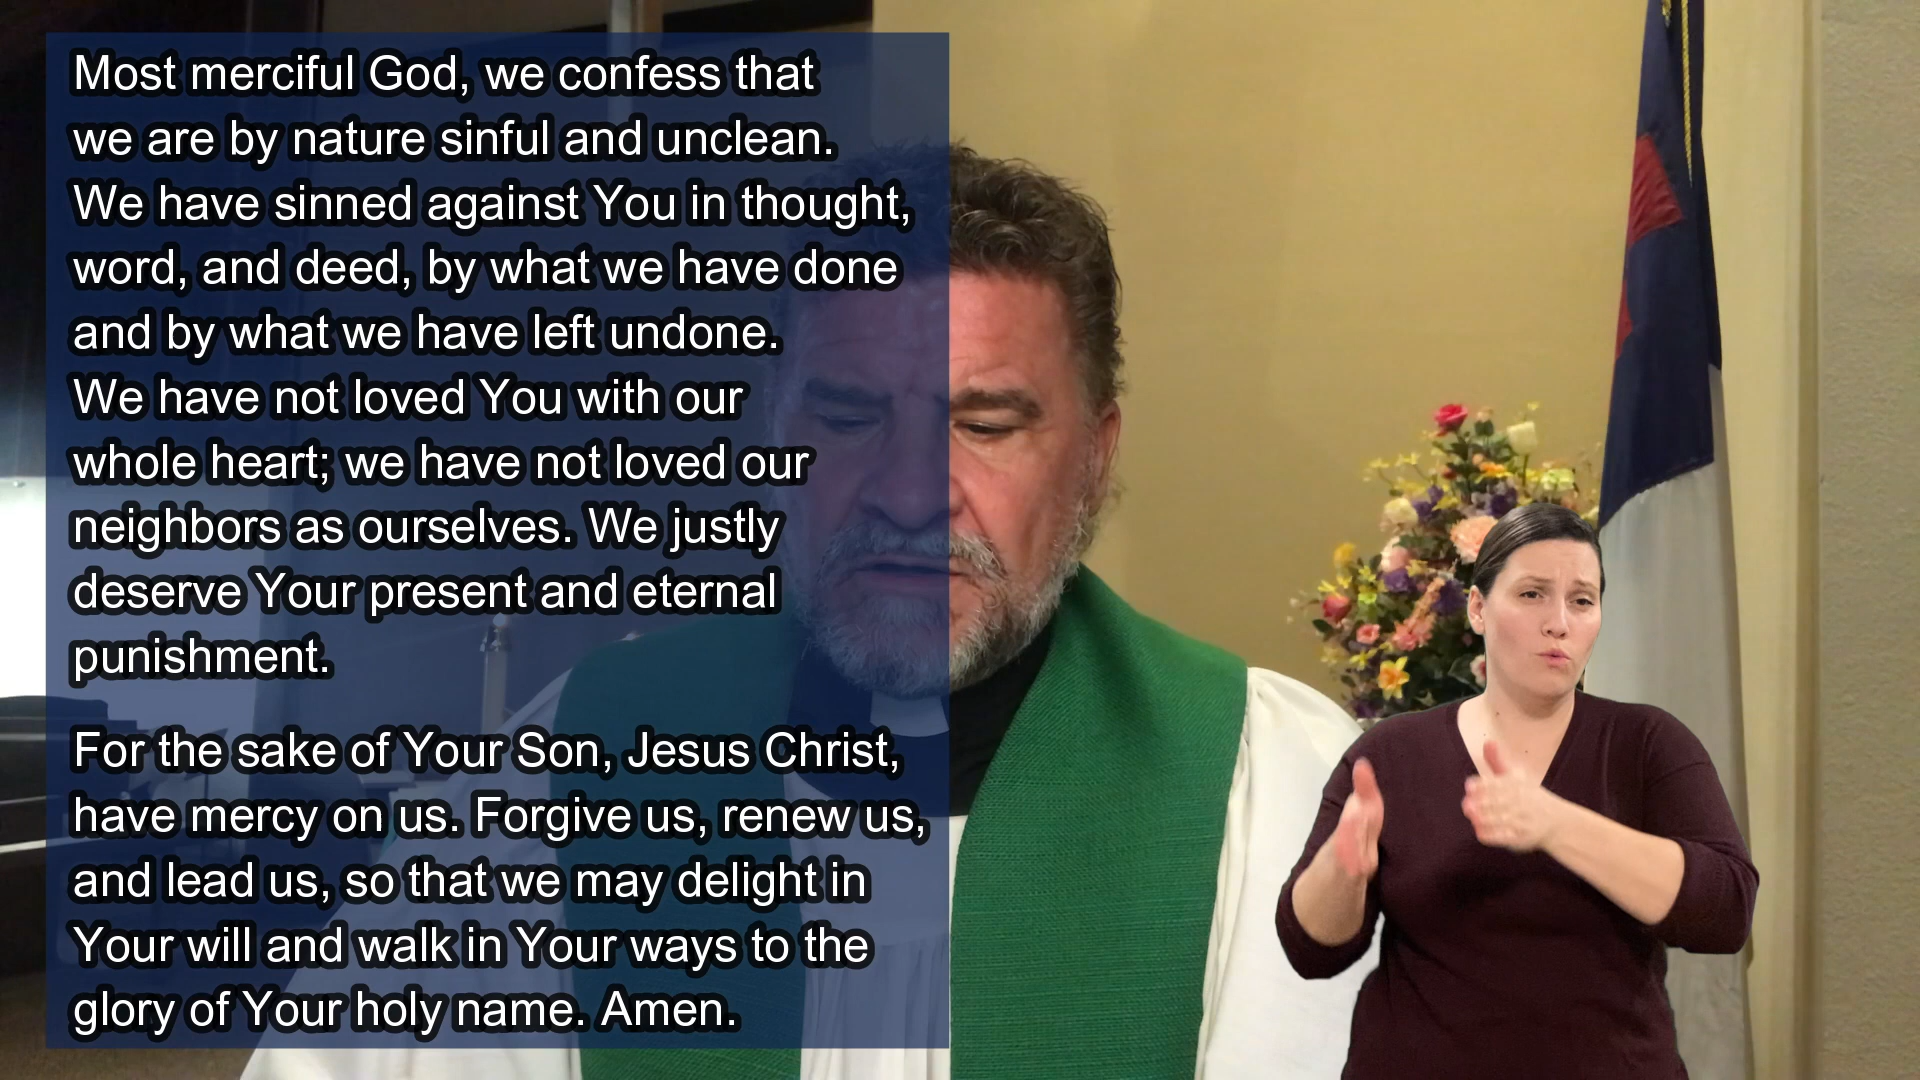 Most merciful God, we confess that
we are by nature sinful and unclean.
We have sinned against You in thought,
word, and deed, by what we have done
and by what we have left undone.
We have not loved You with our
whole heart; we have not loved our
neighbors as ourselves. We justly
deserve Your present and eternal
punishment.
For the sake of Your Son, Jesus Christ,
have mercy on us. Forgive us, renew us,
and lead us, so that we may delight in
Your will and walk in Your ways to the
glory of Your holy name. Amen.